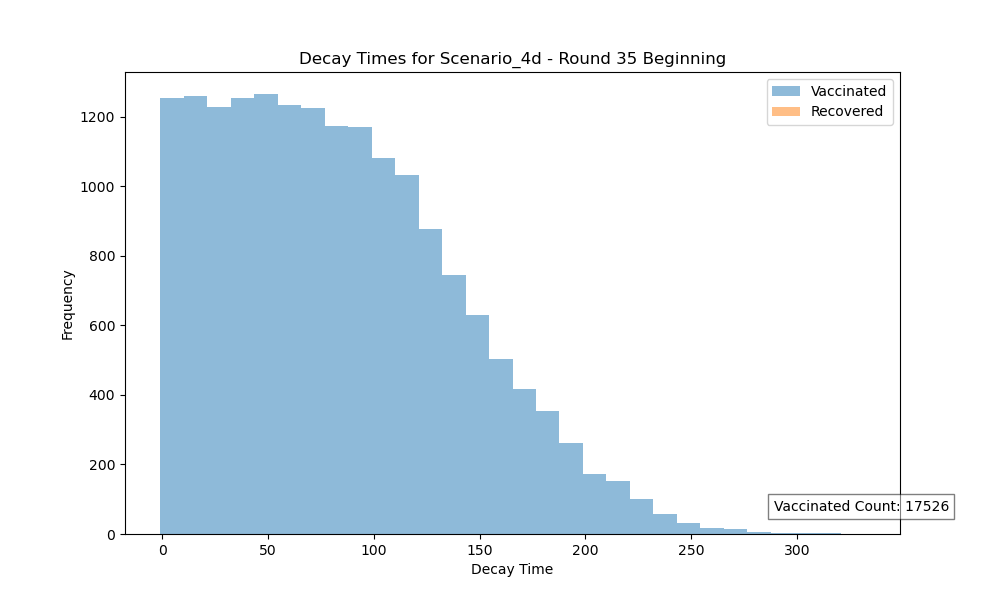 Decay Times for Scenario_4d - Round 35 Beginning
Vaccinated
Recovered
Frequency
1200
1000
800
600
400
200
0
Vaccinated Count: 17526
0 50 100 150 200 250 300
Decay Time